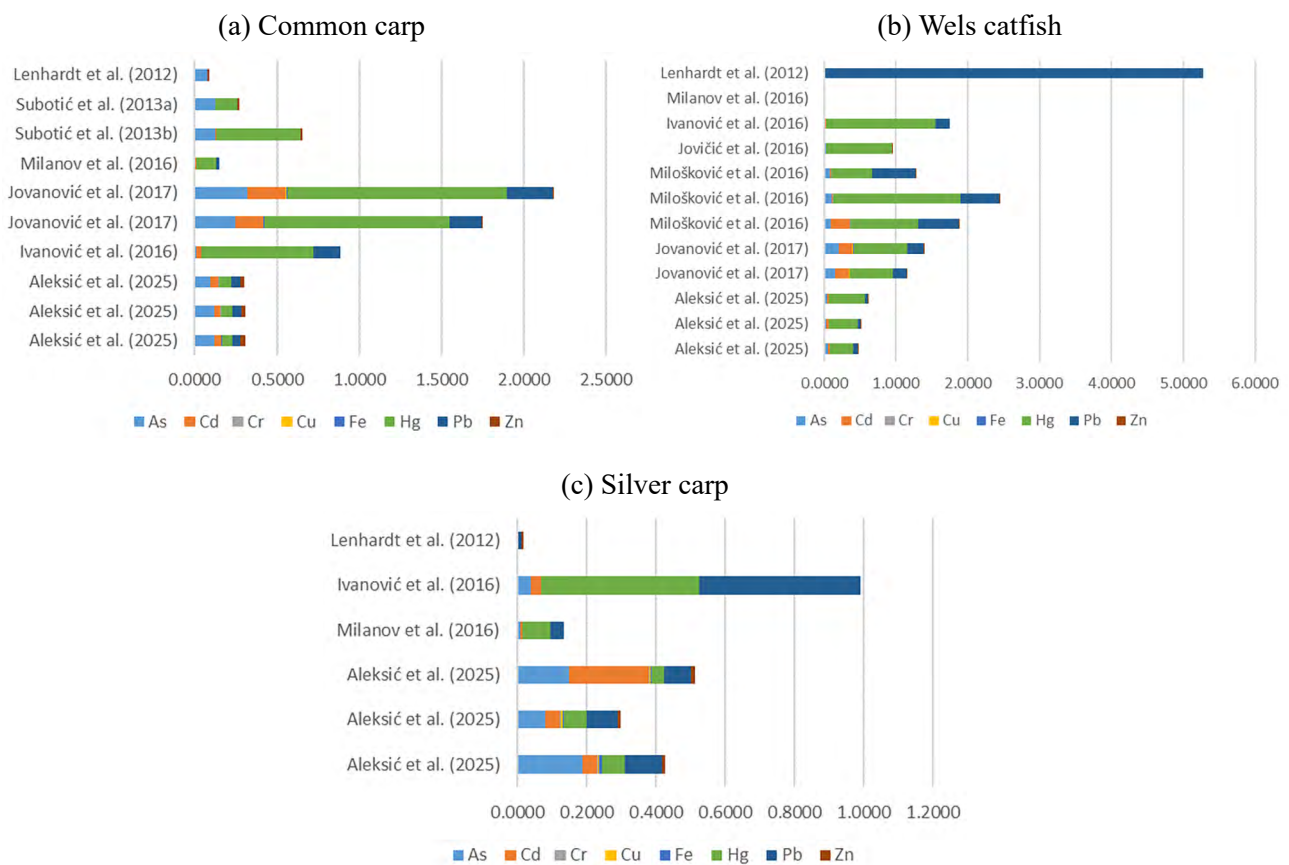 (a) Common carp
Lenhardt et al. (2012)
Subotić et al. (2013a)
Subotić et al. (2013b)
Milanov et al. (2016)
Jovanović et al. (2017)
Jovanović et al. (2017)
Ivanović et al. (2016)
Aleksić et al. (2025)
Aleksić et al. (2025)
Aleksić et al. (2025)
0.0000 0.5000 1.0000 1.5000 2.0000 2.5000
As Cd Cr Cu Fe Hg Pb Zn
(b) Wels catfish
Lenhardt et al. (2012)
Milanov et al. (2016)
Ivanović et al. (2016)
Jovičić et al. (2016)
Milošković et al. (2016)
Milošković et al. (2016)
Milošković et al. (2016)
Jovanović et al. (2017)
Jovanović et al. (2017)
Aleksić et al. (2025)
Aleksić et al. (2025)
Aleksić et al. (2025)
0.0000 1.0000 2.0000 3.0000 4.0000 5.0000 6.0000
As Cd Cr Cu Fe Hg Pb Zn
(c) Silver carp
Lenhardt et al. (2012)
Ivanović et al. (2016)
Milanov et al. (2016)
Aleksić et al. (2025)
Aleksić et al. (2025)
Aleksić et al. (2025)
0.0000 0.2000 0.4000 0.6000 0.8000 1.0000 1.2000
As Cd Cr Cu Fe Hg Pb Zn